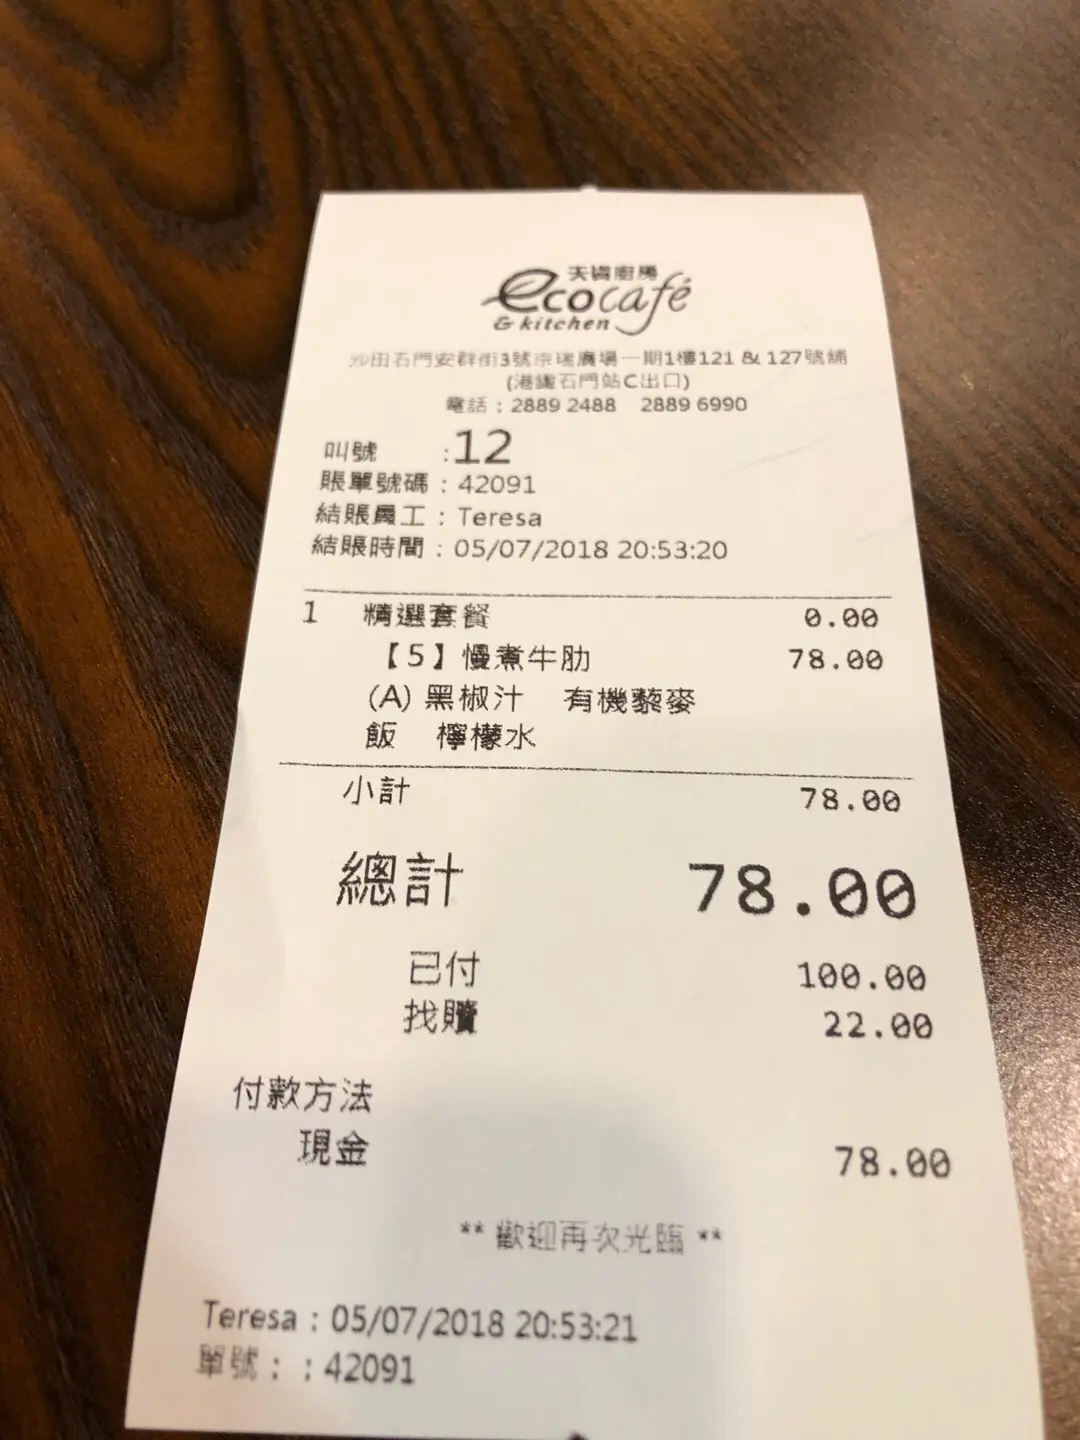 天資廚房
ecocafé
& kitchen
沙田石門安群街3號京瑞廣場一期1樓121 & 127號舖
(港鐵石門站C出口)
電話：2889 2488 2889 6990
叫號 :12
賬單號碼：42091
結賬員工：Teresa
結賬時間：05/07/2018 20:53:20
1 精選套餐 0.00
【5】慢煮牛肋 78.00
(A) 黑椒汁 有機藜麥
飯 檸檬水
小計 78.00
總計 78.00
已付 100.00
找贖 22.00
付款方法
現金 78.00
** 歡迎再次光臨 **
Teresa : 05/07/2018 20:53:21
單號：: 42091